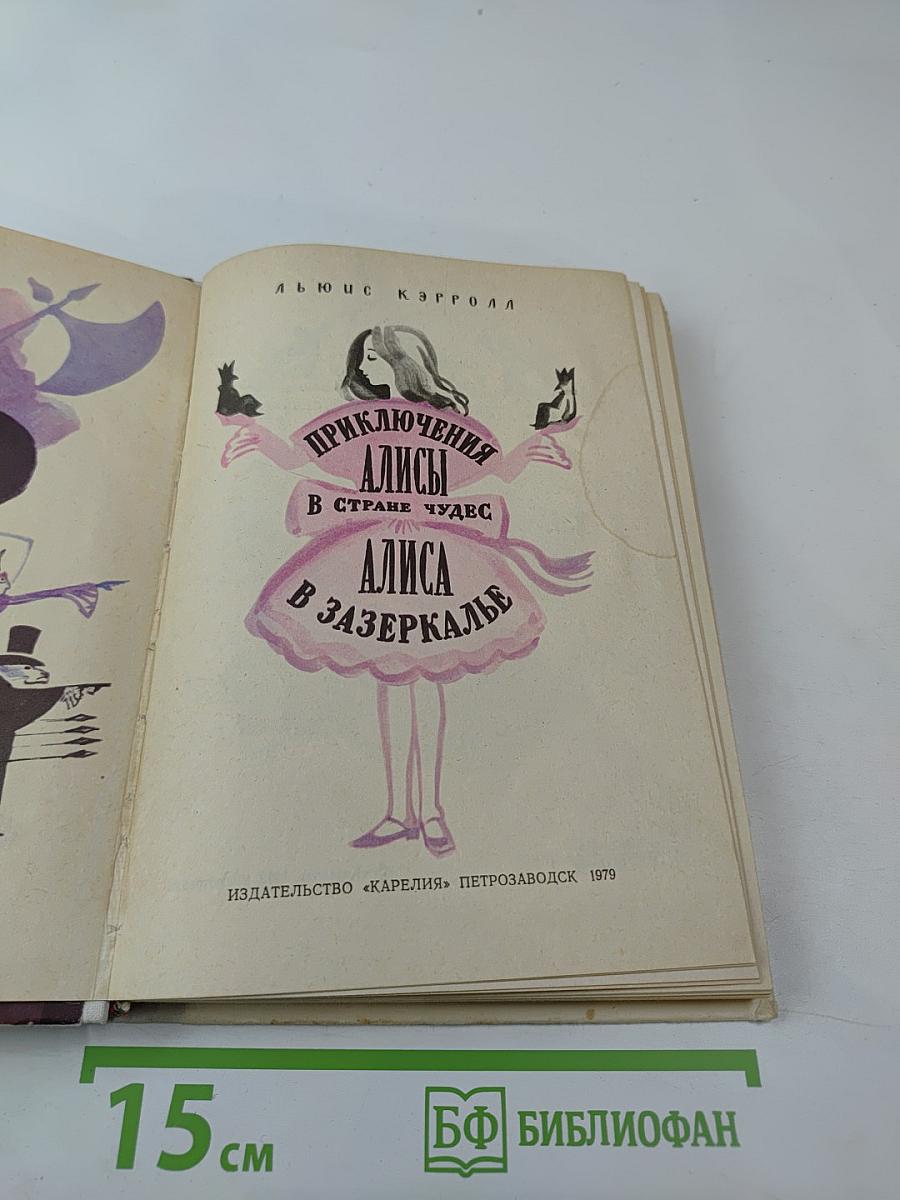 ЛЬЮИС КЭРРОЛЛ
ПРИКЛЮЧЕНИЯ
АЛИСЫ
В СТРАНЕ ЧУДЕС
АЛИСА
В ЗАЗЕРКАЛЬЕ
ИЗДАТЕЛЬСТВО «КАРЕЛИЯ» ПЕТРОЗАВОДСК 1979
15 см
БФ БИБЛИОФАН